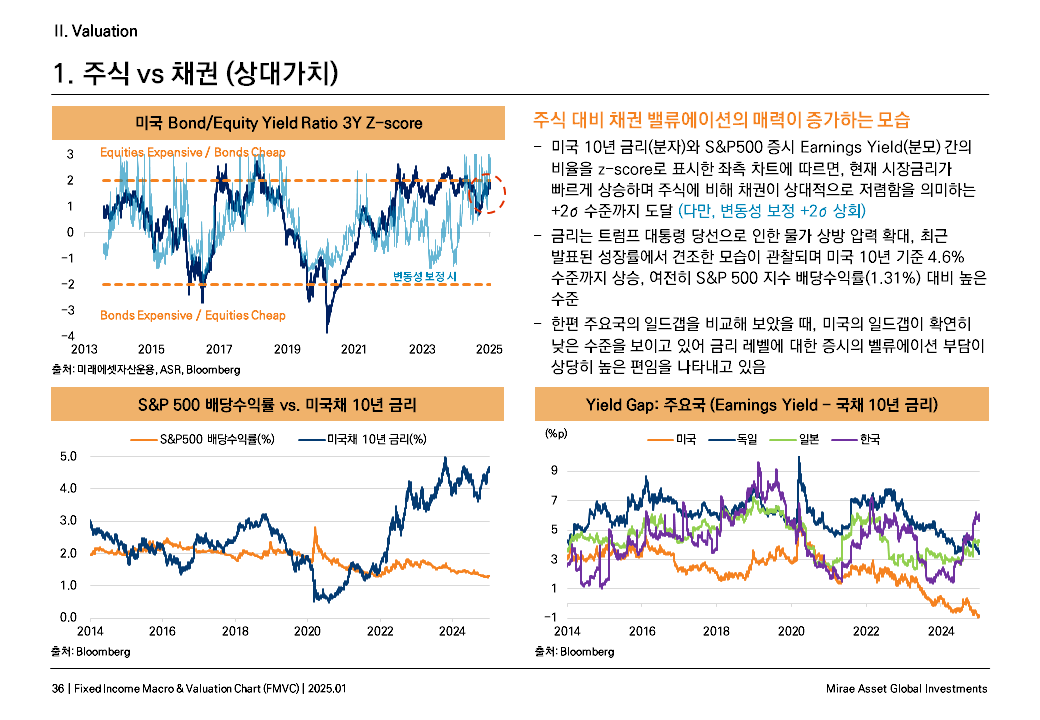 II. Valuation
1. 주식 vs 채권 (상대가치)
미국 Bond/Equity Yield Ratio 3Y Z-score
Equities Expensive / Bonds Cheap
3
2
1
0
-1
-2
-3
-4
변동성 보정 시
Bonds Expensive / Equities Cheap
2013 2015 2017 2019 2021 2023 2025
출처: 미래에셋자산운용, ASR, Bloomberg
주식 대비 채권 밸류에이션의 매력이 증가하는 모습
– 미국 10년 금리(분자)와 S&P500 증시 Earnings Yield(분모) 간의
비율을 z-score로 표시한 좌측 차트에 따르면, 현재 시장금리가
빠르게 상승하며 주식에 비해 채권이 상대적으로 저렴함을 의미하는
+2σ 수준까지 도달 (다만, 변동성 보정 +2σ 상회)
– 금리는 트럼프 대통령 당선으로 인한 물가 상방 압력 확대, 최근
발표된 성장률에서 견조한 모습이 관찰되며 미국 10년 기준 4.6%
수준까지 상승, 여전히 S&P 500 지수 배당수익률(1.31%) 대비 높은
수준
– 한편 주요국의 일드갭을 비교해 보았을 때, 미국의 일드갭이 확연히
낮은 수준을 보이고 있어 금리 레벨에 대한 증시의 밸류에이션 부담이
상당히 높은 편임을 나타내고 있음
S&P 500 배당수익률 vs. 미국채 10년 금리
S&P500 배당수익률(%) 미국채 10년 금리(%)
5.0
4.0
3.0
2.0
1.0
0.0
2014 2016 2018 2020 2022 2024
출처: Bloomberg
Yield Gap: 주요국 (Earnings Yield – 국채 10년 금리)
(%p)
미국 독일 일본 한국
9
7
5
3
1
-1
2014 2016 2018 2020 2022 2024
출처: Bloomberg
36 | Fixed Income Macro & Valuation Chart (FMVC) | 2025.01
Mirae Asset Global Investments